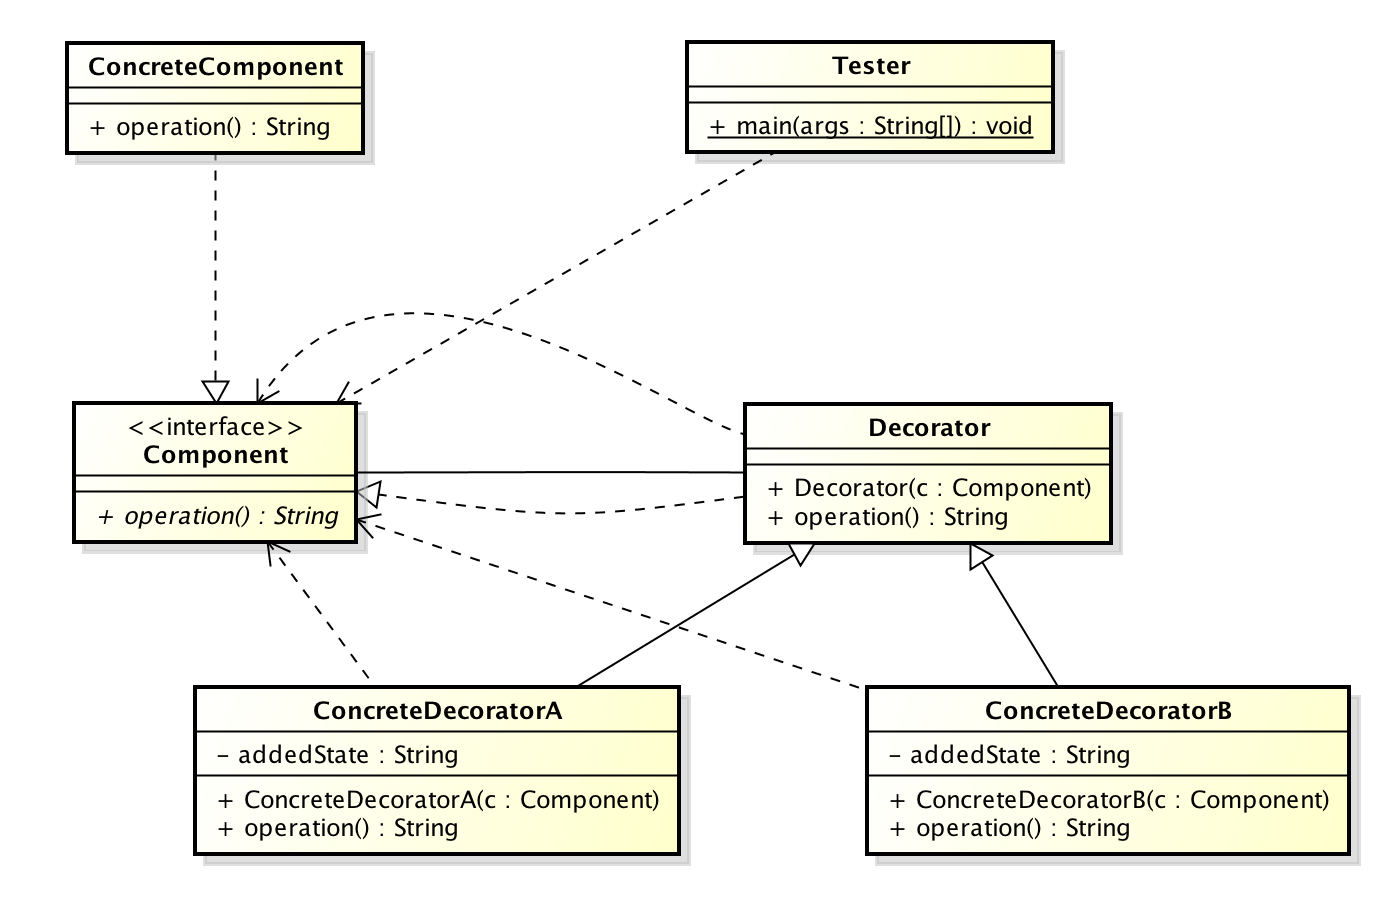 ConcreteComponent
+ operation() : String
Tester
+ main(args : String[]) : void
<<interface>>
Component
+ operation() : String
Decorator
+ Decorator(c : Component)
+ operation() : String
ConcreteDecoratorA
– addedState : String
+ ConcreteDecoratorA(c : Component)
+ operation() : String
ConcreteDecoratorB
– addedState : String
+ ConcreteDecoratorB(c : Component)
+ operation() : String